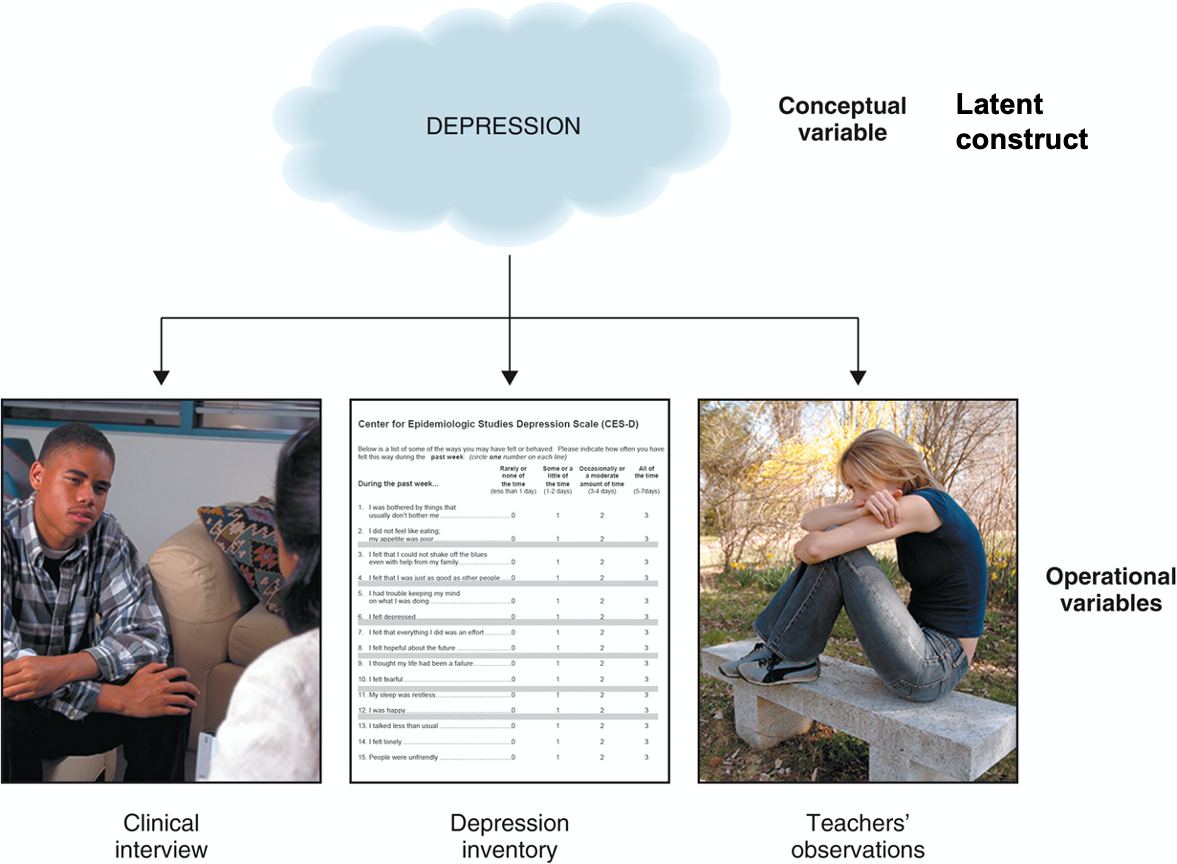 DEPRESSION
Conceptual
variable
Latent
construct
Center for Epidemiologic Studies Depression Scale (CES-D)
Below is a list of some of the ways you may have felt or behaved. Please indicate how often you have
felt this way during the past week: (circle one number on each line)
During the past week...
Rarely or
none of
the time
(less than 1 day)
Some or a
little of
the time
(1-2 days)
Occasionally or
a moderate
amount of time
(3-4 days)
All of
the time
(5-7days)
1. I was bothered by things that
usually don't bother me ........................0 1 2 3
2. I did not feel like eating;
my appetite was poor ........................0 1 2 3
3. I felt that I could not shake off the blues
even with help from my family ........................0 1 2 3
4. I felt that I was just as good as other people ........0 1 2 3
5. I had trouble keeping my mind
on what I was doing ........................0 1 2 3
6. I felt depressed ........................0 1 2 3
7. I felt that everything I did was an effort ............0 1 2 3
8. I felt hopeful about the future ........................0 1 2 3
9. I thought my life had been a failure ................0 1 2 3
10. I felt fearful ........................0 1 2 3
11. My sleep was restless ........................0 1 2 3
12. I was happy ........................0 1 2 3
13. I talked less than usual ........................0 1 2 3
14. I felt lonely ........................0 1 2 3
15. People were unfriendly ........................0 1 2 3
Operational
variables
Clinical
interview
Depression
inventory
Teachers'
observations